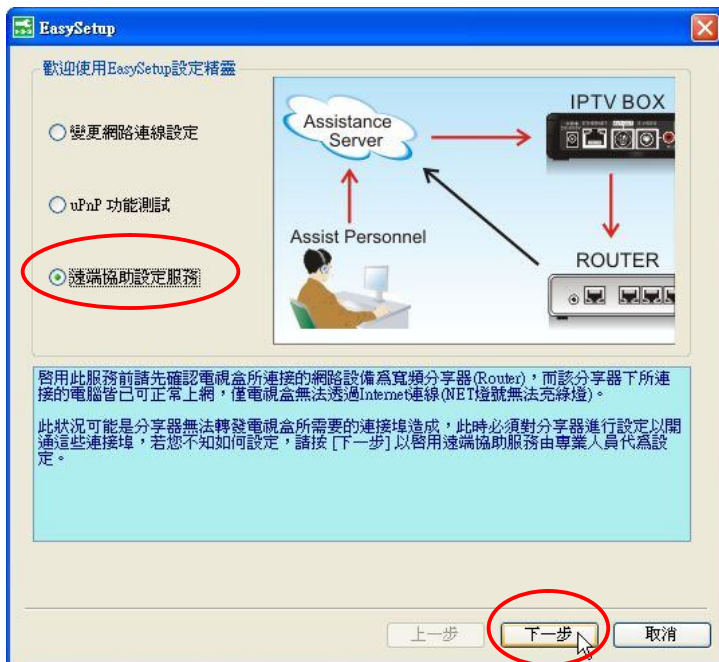 EasySetup
歡迎使用EasySetup設定精靈
變更網路連線設定
uPnP 功能測試
遠端協助設定服務
Assistance
Server
IPTV BOX
Assist Personnel
ROUTER
啓用此服務前請先確認電視盒所連接的網路設備爲寬頻分享器(Router)，而該分享器下所連
接的電腦皆已可正常上網，僅電視盒無法透過Internet連線(NET燈號無法亮綠燈)。
此狀況可能是分享器無法轉發電視盒所需要的連接埠造成，此時必須對分享器進行設定以開
通這些連接埠，若您不知如何設定，請按 [下一步] 以啓用遠端協助服務由專業人員代爲設
定。
上一步
下一步
取消